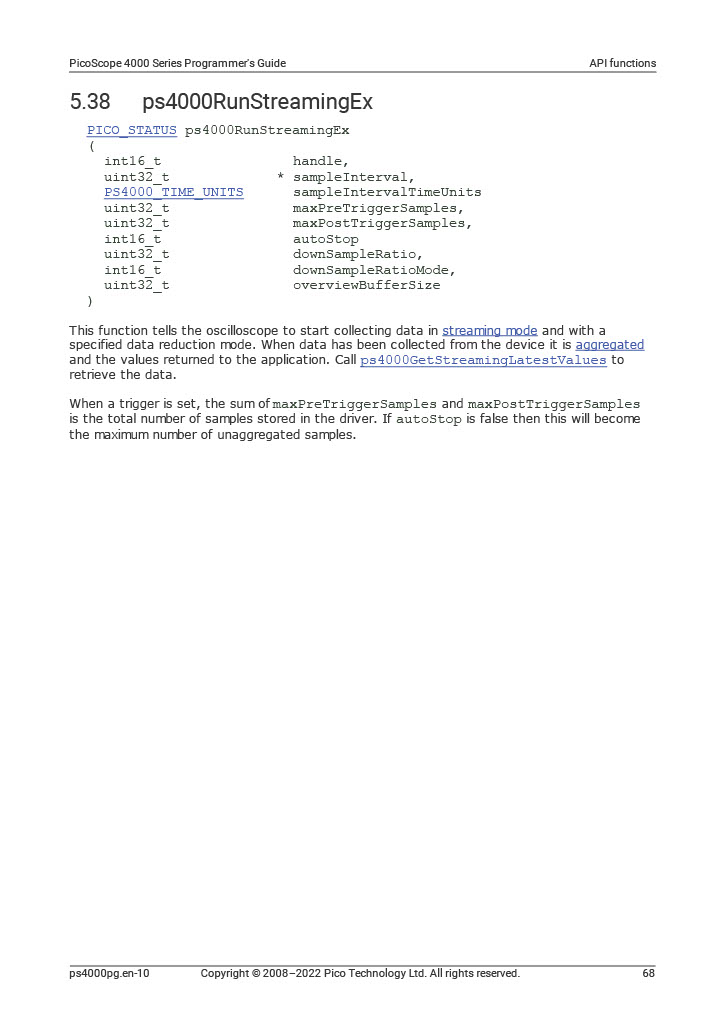 PicoScope 4000 Series Programmer's Guide API functions
5.38 ps4000RunStreamingEx
PICO_STATUS ps4000RunStreamingEx
(
int16_t handle,
uint32_t * sampleInterval,
PS4000_TIME_UNITS sampleIntervalTimeUnits
uint32_t maxPreTriggerSamples,
uint32_t maxPostTriggerSamples,
int16_t autoStop
uint32_t downSampleRatio,
int16_t downSampleRatioMode,
uint32_t overviewBufferSize
)
This function tells the oscilloscope to start collecting data in streaming mode and with a
specified data reduction mode. When data has been collected from the device it is aggregated
and the values returned to the application. Call ps4000GetStreamingLatestValues to
retrieve the data.
When a trigger is set, the sum of maxPreTriggerSamples and maxPostTriggerSamples
is the total number of samples stored in the driver. If autoStop is false then this will become
the maximum number of unaggregated samples.
ps4000pg.en-10 Copyright © 2008–2022 Pico Technology Ltd. All rights reserved. 68